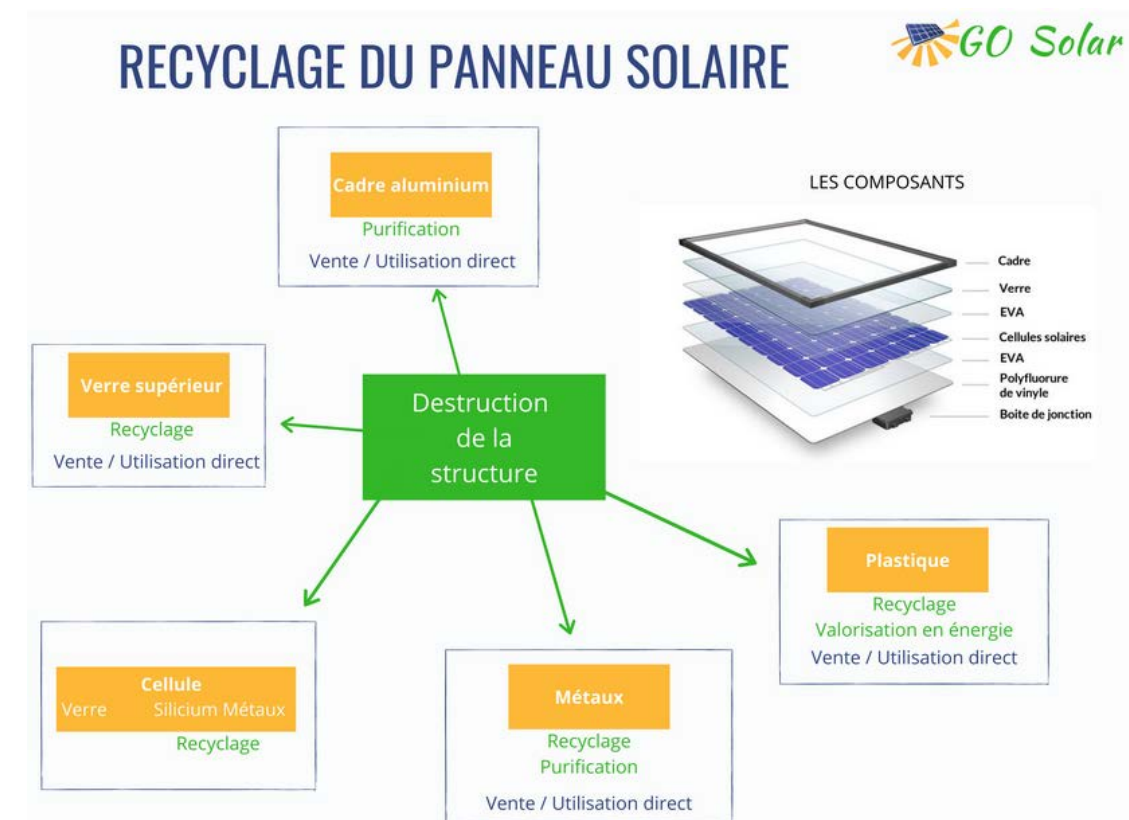 GO Solar
RECYCLAGE DU PANNEAU SOLAIRE
Cadre aluminium
Purification
Vente / Utilisation direct
LES COMPOSANTS
Cadre
Verre
EVA
Cellules solaires
EVA
Polyfluorure
de vinyle
Boite de jonction
Verre supérieur
Recyclage
Vente / Utilisation direct
Destruction
de la
structure
Plastique
Recyclage
Valorisation en énergie
Vente / Utilisation direct
Cellule
Verre Silicium Métaux
Recyclage
Métaux
Recyclage
Purification
Vente / Utilisation direct